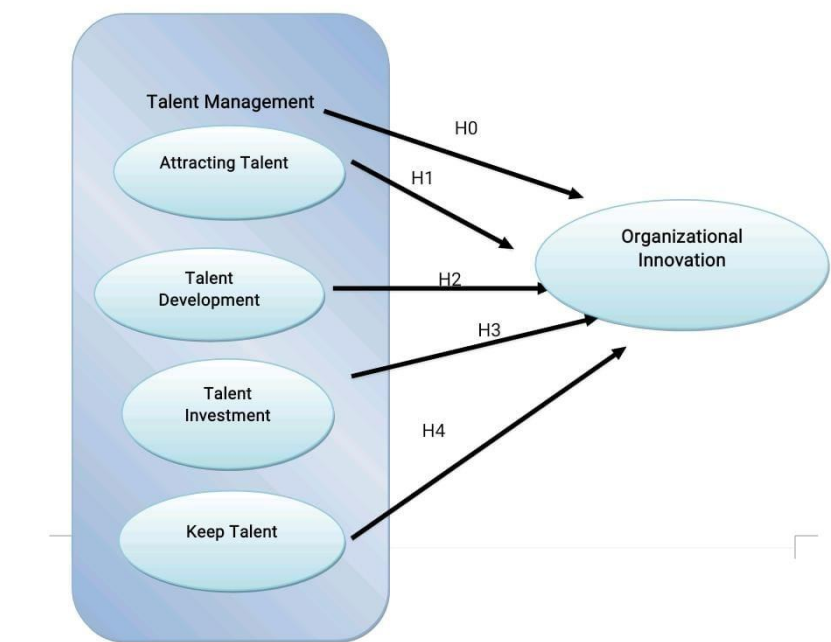 Talent Management
H0
Attracting Talent
H1
Organizational
Innovation
Talent
Development
H2
H3
Talent
Investment
H4
Keep Talent